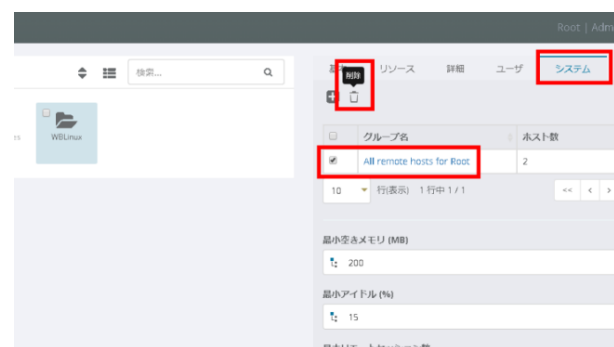 Root | Adm
検索...
リソース 詳細 ユーザ システム
削除
WBLinux
グループ名 ホスト数
All remote hosts for Root 2
10 行(表示) 1 行中 1 / 1 << < >
最小空きメモリ (MB)
200
最小アイドル (%)
15